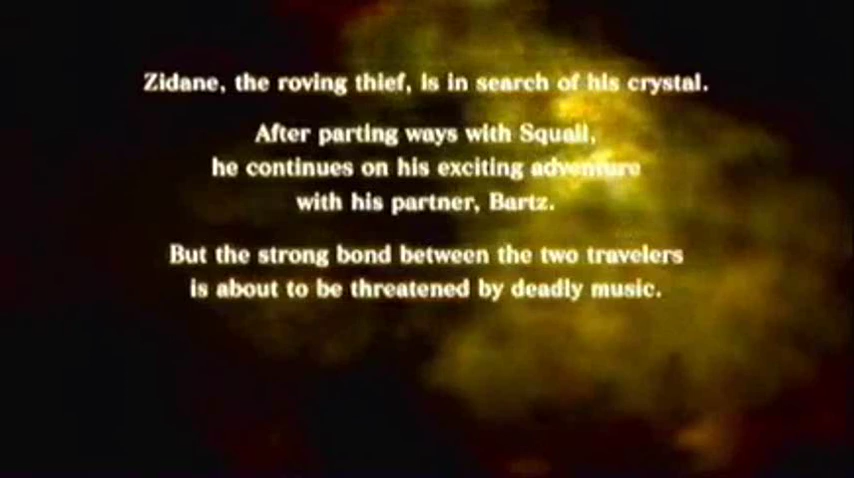 Zidane, the roving thief, is in search of his crystal.
After parting ways with Squall,
he continues on his exciting adventure
with his partner, Bartz.
But the strong bond between the two travelers
is about to be threatened by deadly music.